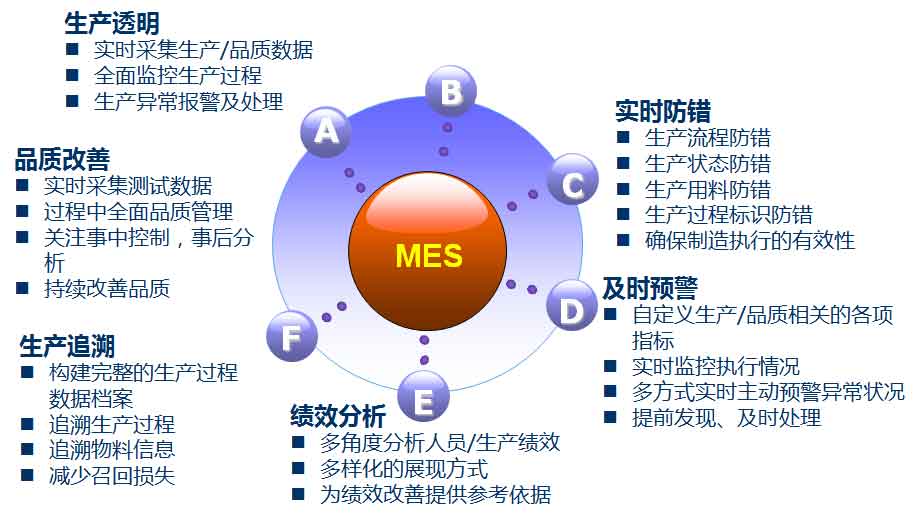 生产透明
■ 实时采集生产/品质数据
■ 全面监控生产过程
■ 生产异常报警及处理
品质改善
■ 实时采集测试数据
■ 过程中全面品质管理
■ 关注事中控制，事后分
析
■ 持续改善品质
生产追溯
■ 构建完整的生产过程
数据档案
■ 追溯生产过程
■ 追溯物料信息
■ 减少召回损失
A
B
C
D
E
F
MES
实时防错
■ 生产流程防错
■ 生产状态防错
■ 生产用料防错
■ 生产过程标识防错
■ 确保制造执行的有效性
及时预警
■ 自定义生产/品质相关的各项
指标
■ 实时监控执行情况
■ 多方式实时主动预警异常状况
■ 提前发现、及时处理
绩效分析
■ 多角度分析人员/生产绩效
■ 多样化的展现方式
■ 为绩效改善提供参考依据